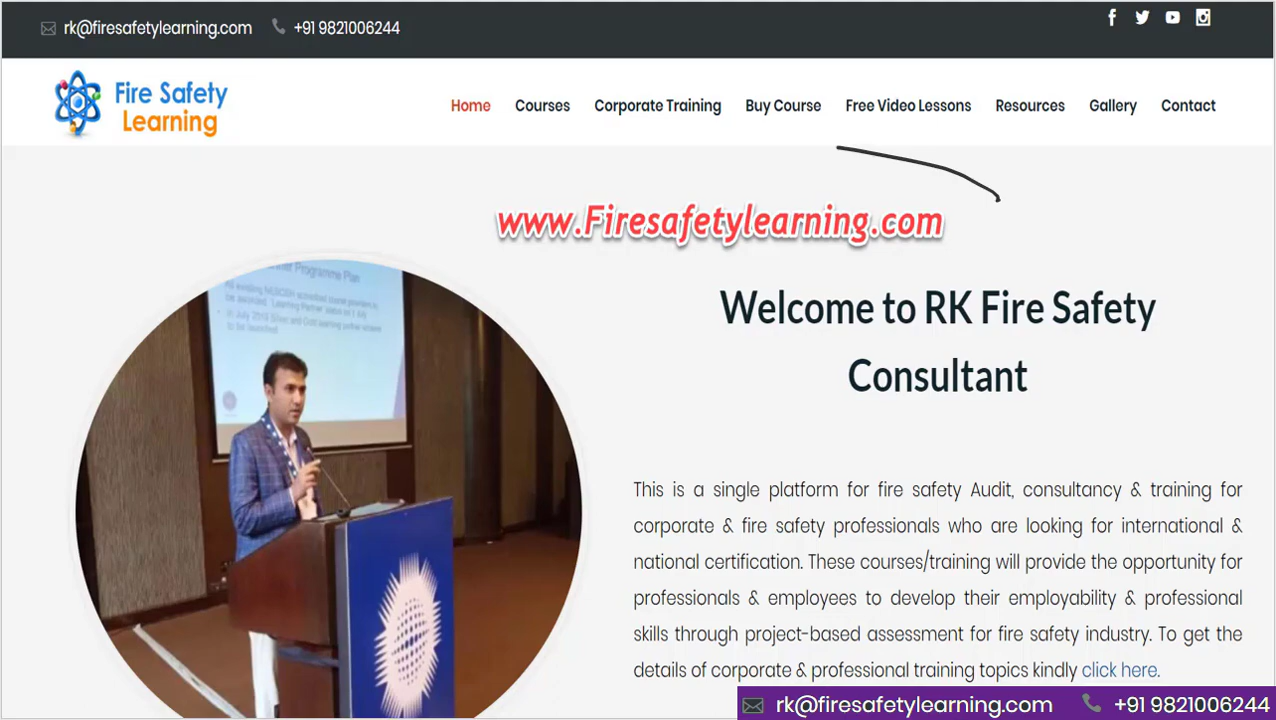 rk@firesafetylearning.com +91 9821006244
Fire Safety
Learning
Home Courses Corporate Training Buy Course Free Video Lessons Resources Gallery Contact
www.Firesafetylearning.com
Programme Plan
Welcome to RK Fire Safety
Consultant
This is a single platform for fire safety Audit, consultancy & training for
corporate & fire safety professionals who are looking for international &
national certification. These courses/training will provide the opportunity for
professionals & employees to develop their employability & professional
skills through project-based assessment for fire safety industry. To get the
details of corporate & professional training topics kindly click here.
rk@firesafetylearning.com +91 9821006244